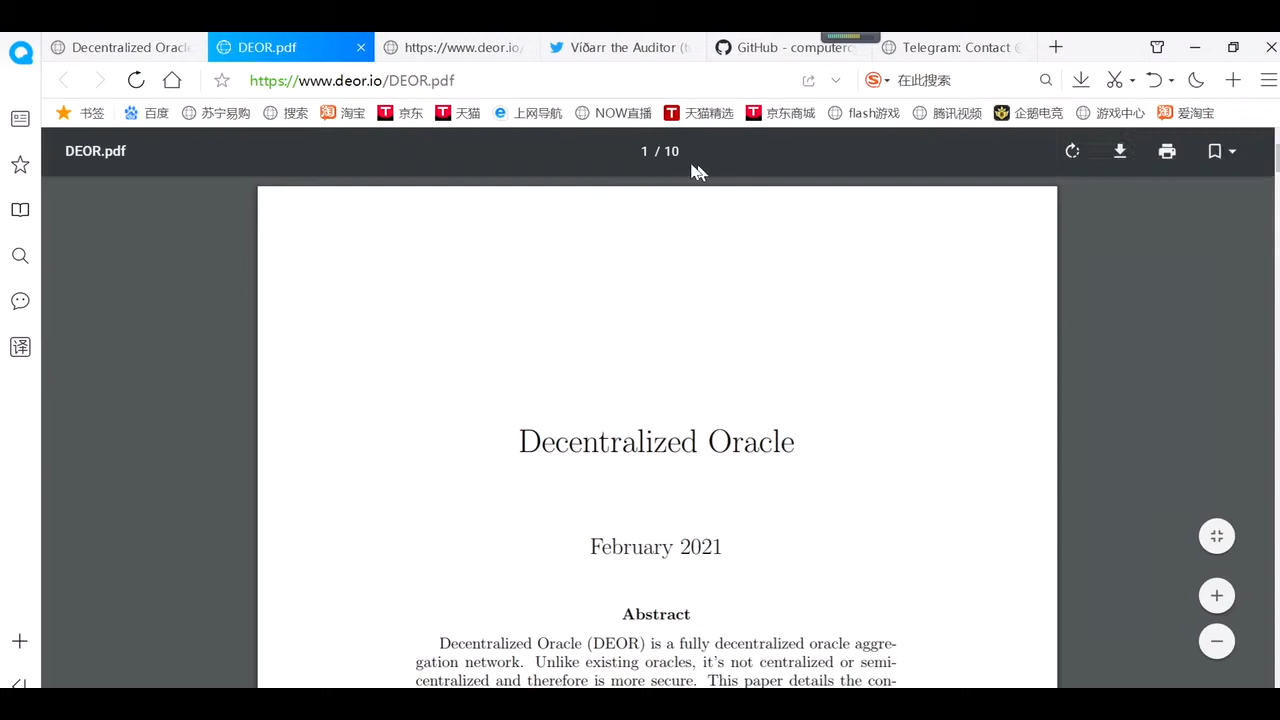 Decentralized Oracle
DEOR.pdf
https://www.deor.io/
Víðarr the Auditor (t
GitHub - computerc
Telegram: Contact @
https://www.deor.io/DEOR.pdf
在此搜索
书签
百度
苏宁易购
搜索
淘宝
京东
天猫
上网导航
NOW直播
天猫精选
京东商城
flash游戏
腾讯视频
企鹅电竞
游戏中心
爱淘宝
DEOR.pdf
1 / 10
译
Decentralized Oracle
February 2021
Abstract
Decentralized Oracle (DEOR) is a fully decentralized oracle aggre-
gation network. Unlike existing oracles, it's not centralized or semi-
centralized and therefore is more secure. This paper details the con-